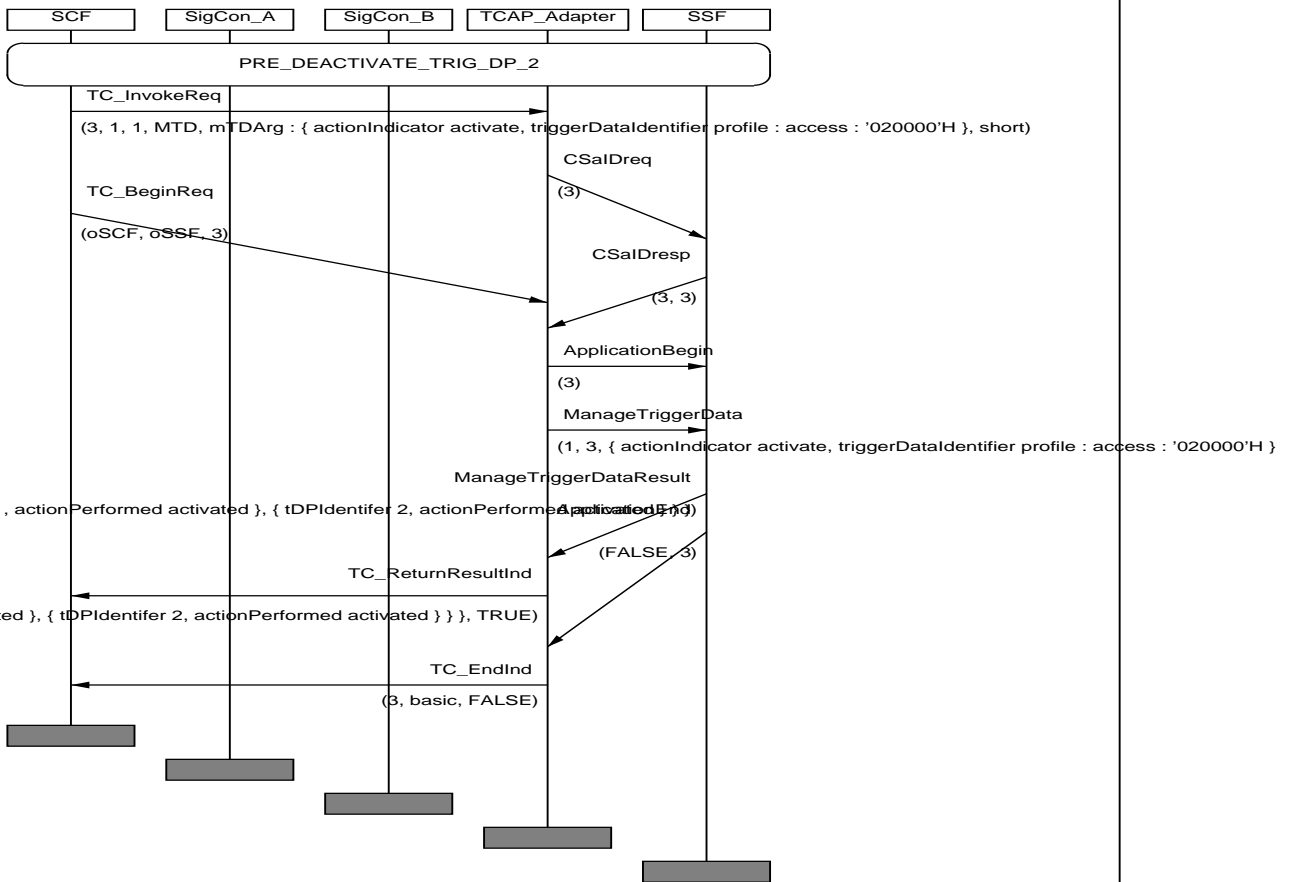 SCF SigCon_A SigCon_B TCAP_Adapter SSF
PRE_DEACTIVATE_TRIG_DP_2
TC_InvokeReq
(3, 1, 1, MTD, mTDArg : { actionIndicator activate, triggerDataIdentifier profile : access : '020000'H }, short)
CSaIDreq
(3)
TC_BeginReq
(oSCF, oSSF, 3)
CSaIDresp
(3, 3)
ApplicationBegin
(3)
ManageTriggerData
(1, 3, { actionIndicator activate, triggerDataIdentifier profile : access : '020000'H }
ManageTriggerDataResult
, actionPerformed activated }, { tDPIdentifer 2, actionPerformed activated } } )
ApplicationEnd
(FALSE, 3)
TC_ReturnResultInd
ted }, { tDPIdentifer 2, actionPerformed activated } } }, TRUE)
TC_EndInd
(3, basic, FALSE)